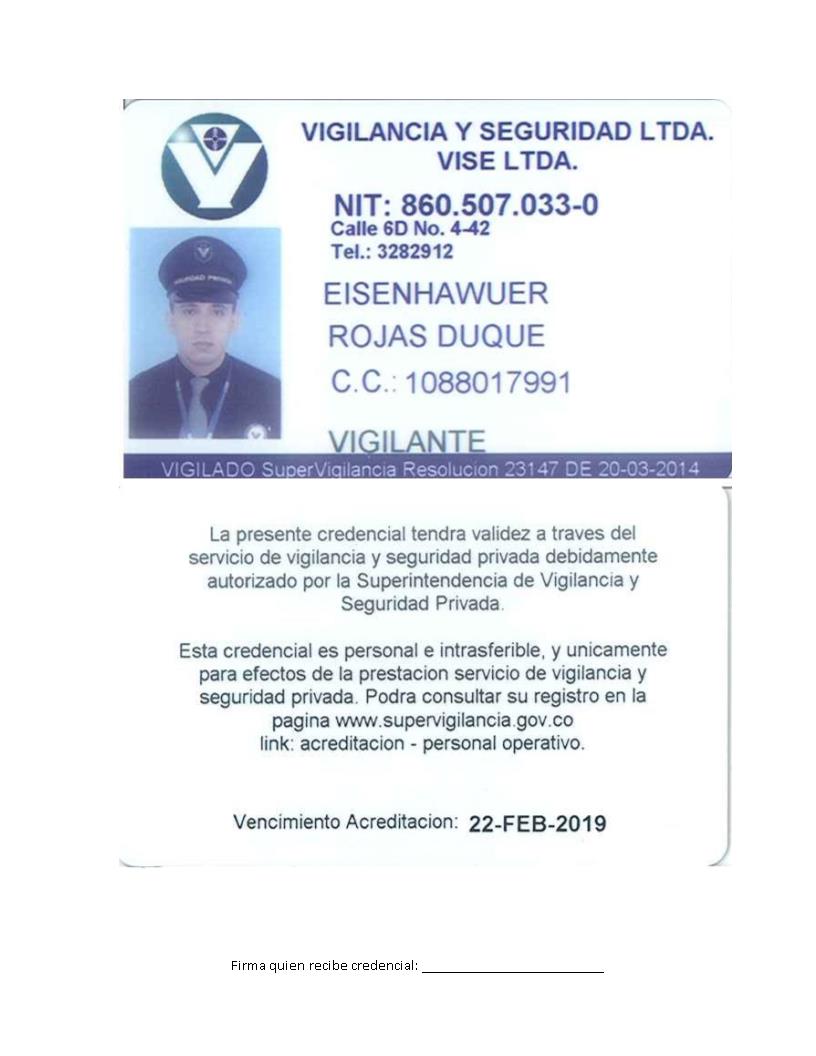 VIGILANCIA Y SEGURIDAD LTDA.
VISE LTDA.
NIT: 860.507.033-0
Calle 6D No. 4-42
Tel.: 3282912
EISENHAWUER
ROJAS DUQUE
C.C.: 1088017991
VIGILANTE
VIGILADO SuperVigilancia Resolucion 23147 DE 20-03-2014
La presente credencial tendra validez a traves del
servicio de vigilancia y seguridad privada debidamente
autorizado por la Superintendencia de Vigilancia y
Seguridad Privada.
Esta credencial es personal e intrasferible, y unicamente
para efectos de la prestacion servicio de vigilancia y
seguridad privada. Podra consultar su registro en la
pagina www.supervigilancia.gov.co
link: acreditacion - personal operativo.
Vencimiento Acreditacion: 22-FEB-2019
Firma quien recibe credencial: